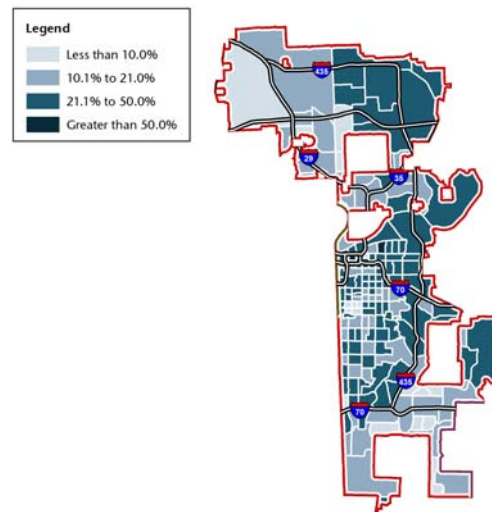 Legend
Less than 10.0%
10.1% to 21.0%
21.1% to 50.0%
Greater than 50.0%
435
29
35
70
435
70